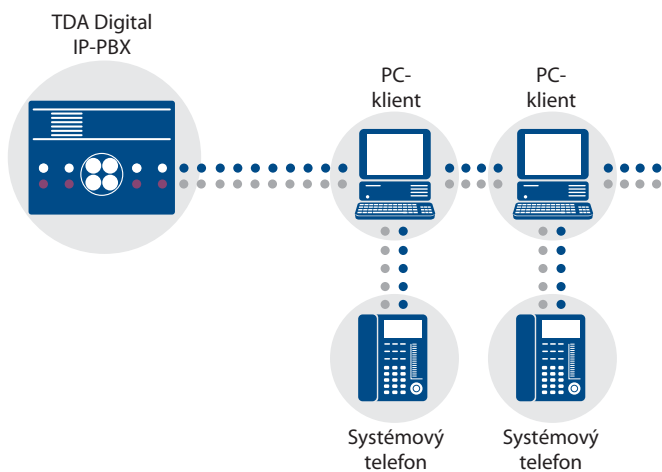 TDA Digital
IP-PBX
PC-
klient
PC-
klient
Systémový
telefon
Systémový
telefon